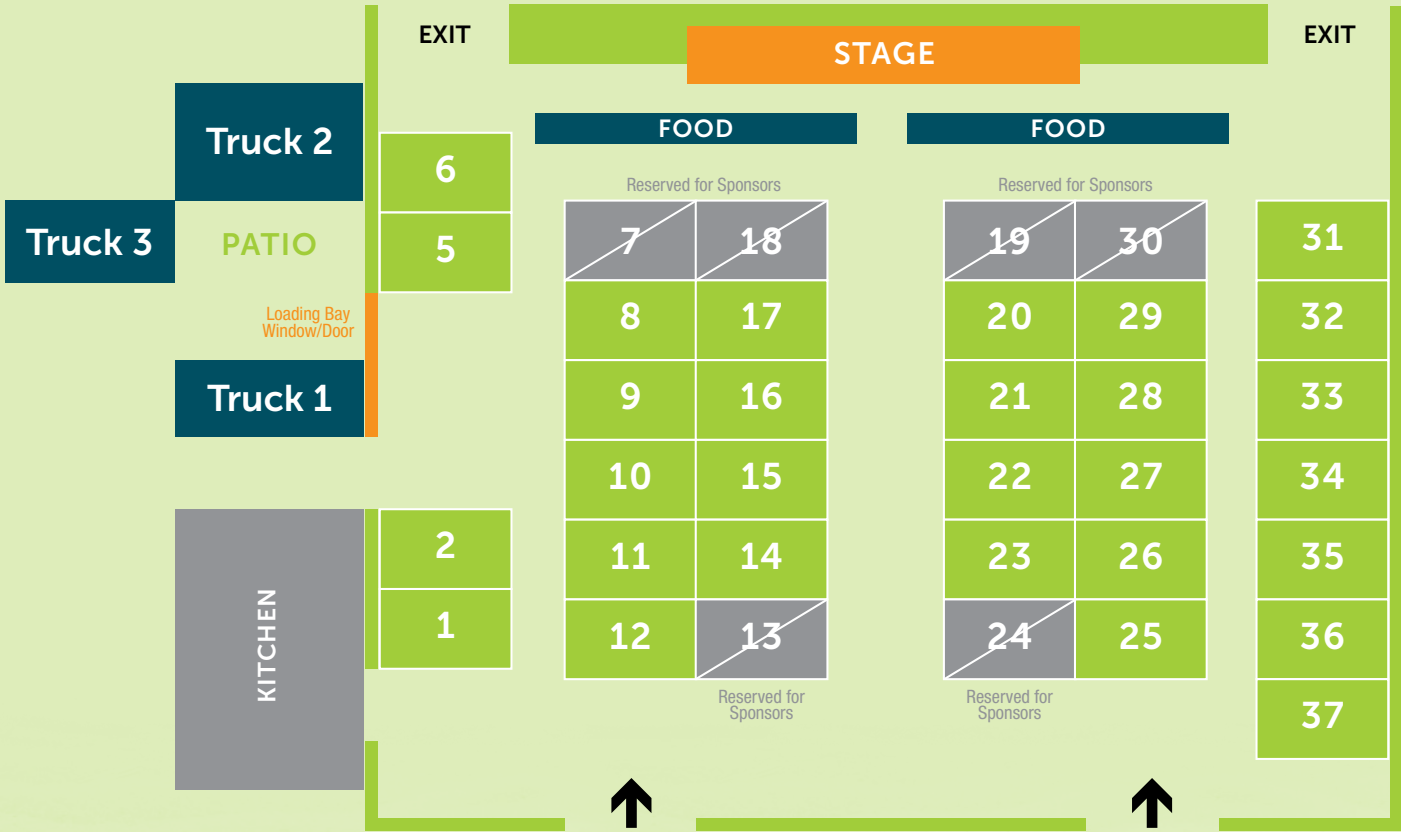 EXIT
STAGE
EXIT
Truck 2
FOOD
FOOD
6
Reserved for Sponsors
Reserved for Sponsors
Truck 3
PATIO
5
7
18
19
30
31
Loading Bay
Window/Door
8
17
20
29
32
Truck 1
9
16
21
28
33
10
15
22
27
34
2
11
14
23
26
35
KITCHEN
1
12
13
24
25
36
Reserved for
Sponsors
Reserved for
Sponsors
37